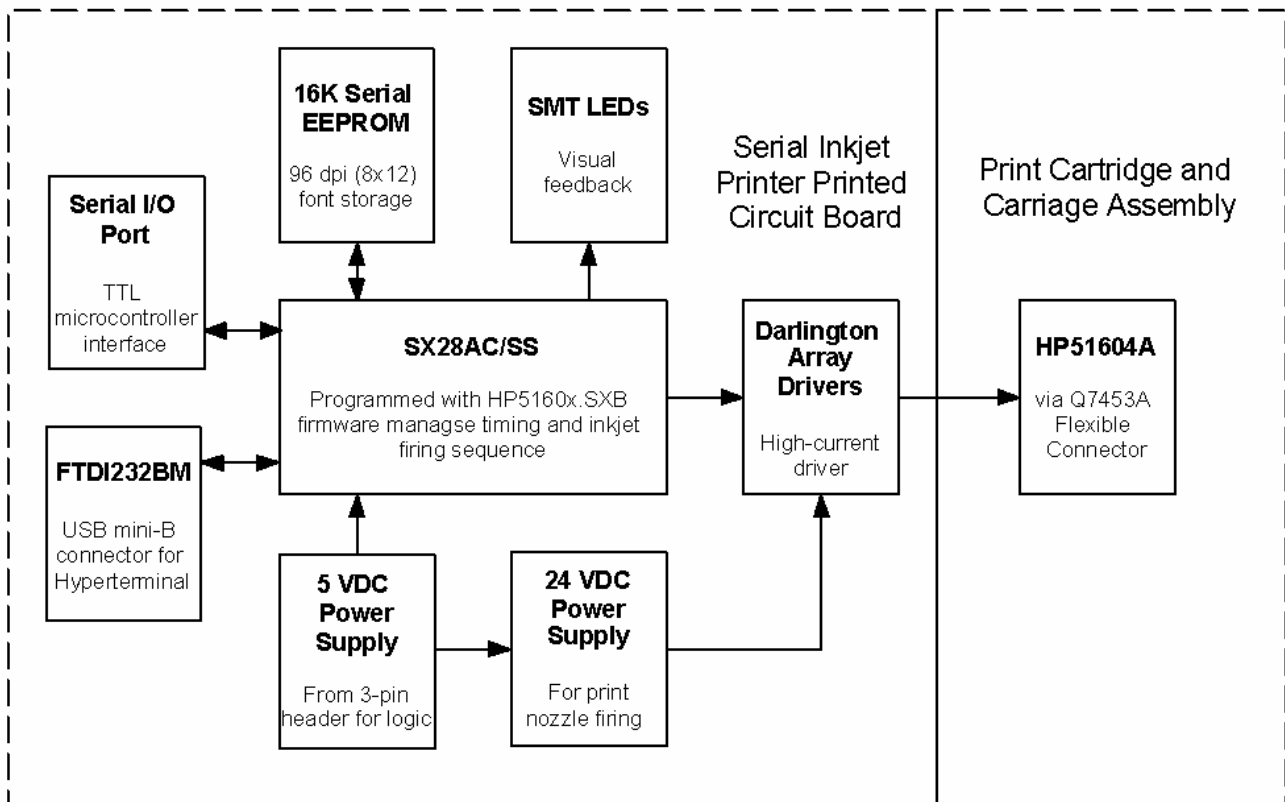 16K Serial
EEPROM
96 dpi (8x12)
font storage
SMT LEDs
Visual
feedback
Serial Inkjet
Printer Printed
Circuit Board
Print Cartridge and
Carriage Assembly
Serial I/O
Port
TTL
microcontroller
interface
SX28AC/SS
Programmed with HP5160x.SXB
firmware managse timing and inkjet
firing sequence
Darlington
Array
Drivers
High-current
driver
HP51604A
via Q7453A
Flexible
Connector
FTDI232BM
USB mini-B
connector for
Hyperterminal
5 VDC
Power
Supply
From 3-pin
header for logic
24 VDC
Power
Supply
For print
nozzle firing